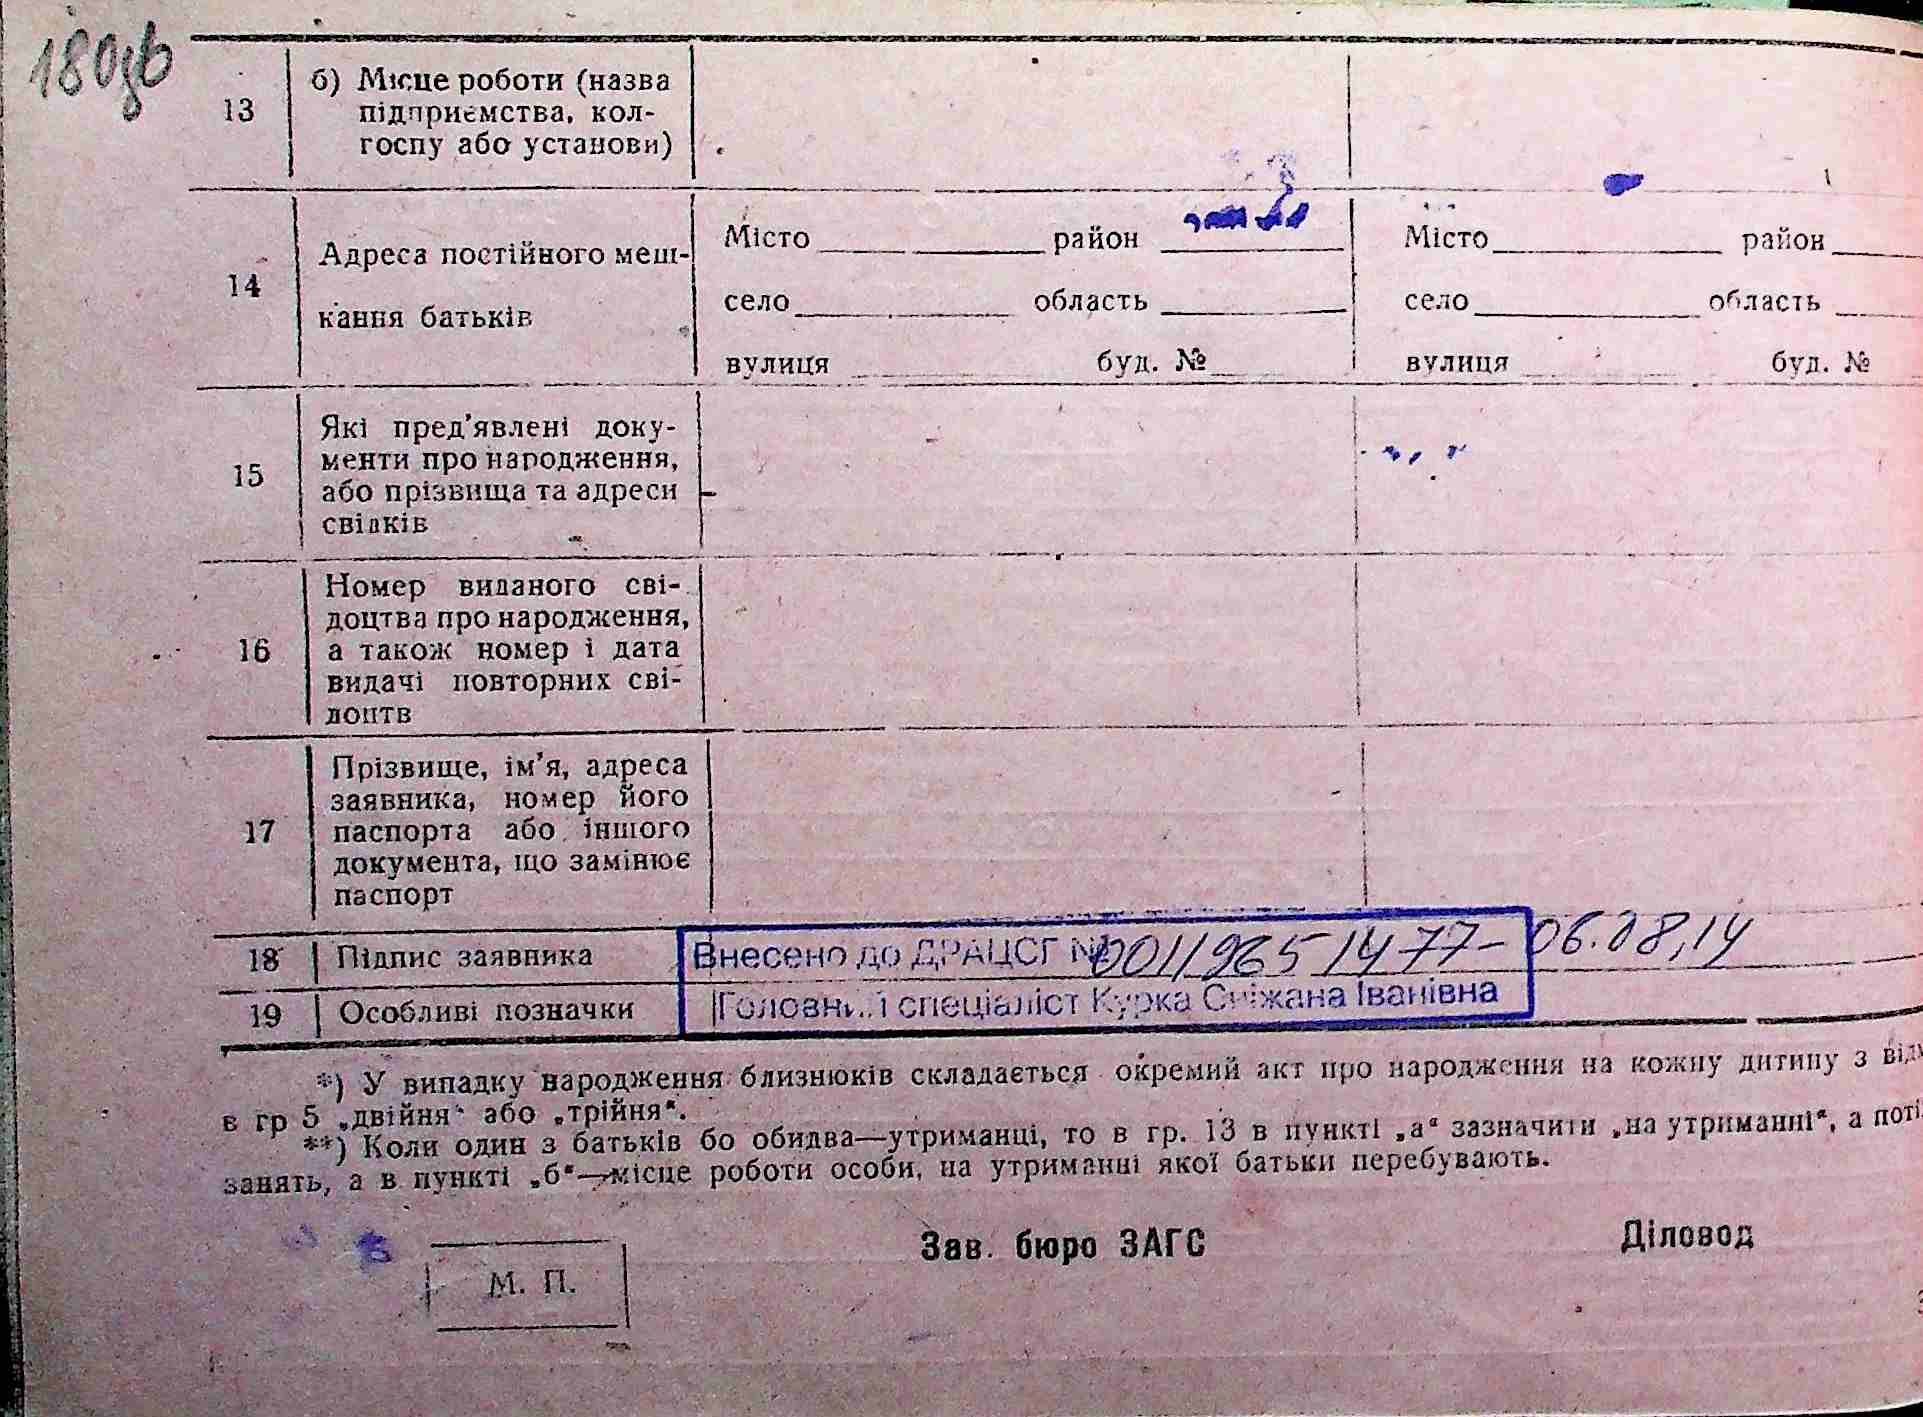 180зв
13
б) Місце роботи (назва
підприємства, кол-
госпу або установи)
14
Адреса постійного меш-
кання батьків
Місто район
село область
вулиця буд. №
Місто район
село область
вулиця буд. №
15
Які пред'явлені доку-
менти про народження,
або прізвища та адреси
свідків
16
Номер виданого сві-
доцтва про народження,
а також номер і дата
видачі повторних сві-
доцтв
17
Прізвище, ім'я, адреса
заявника, номер його
паспорта або іншого
документа, що замінює
паспорт
18 Підпис заявника
Внесено до ДРАЦСГ № 00119651477- 06.08.14
19 Особливі позначки
Головний спеціаліст Курка Сніжана Іванівна
*) У випадку народження близнюків складається окремий акт про народження на кожну дитину з відм
в гр 5 „двійня“ або „трійня“.
**) Коли один з батьків бо обидва—утриманці, то в гр. 13 в пункті „а“ зазначити „на утриманні“, а поті
занять, а в пункті „б“—місце роботи особи, на утриманні якої батьки перебувають.
Зав. бюро ЗАГС
Діловод
М. П.